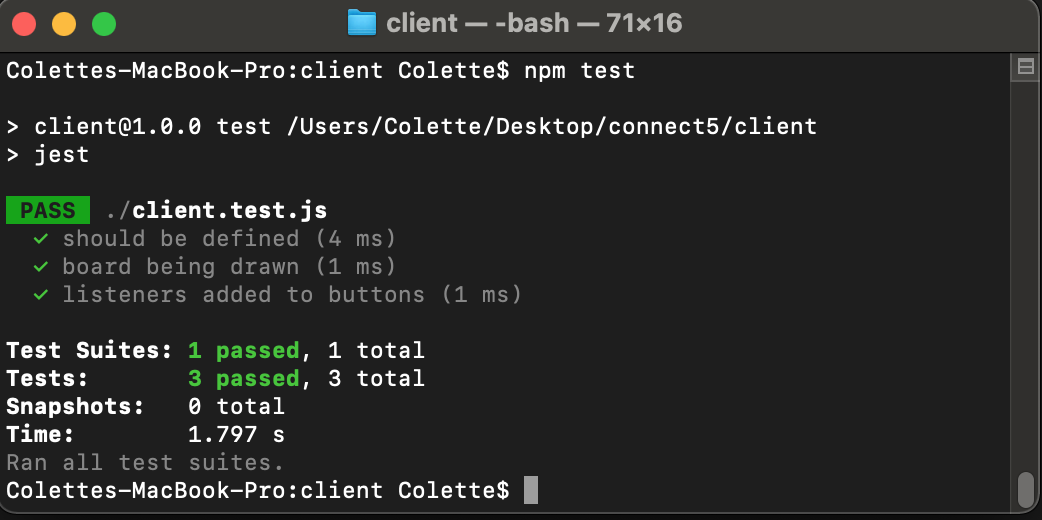 client — -bash — 71×16
Colettes-MacBook-Pro:client Colette$ npm test
> client@1.0.0 test /Users/Colette/Desktop/connect5/client
> jest
PASS ./client.test.js
✓ should be defined (4 ms)
✓ board being drawn (1 ms)
✓ listeners added to buttons (1 ms)
Test Suites: 1 passed, 1 total
Tests: 3 passed, 3 total
Snapshots: 0 total
Time: 1.797 s
Ran all test suites.
Colettes-MacBook-Pro:client Colette$